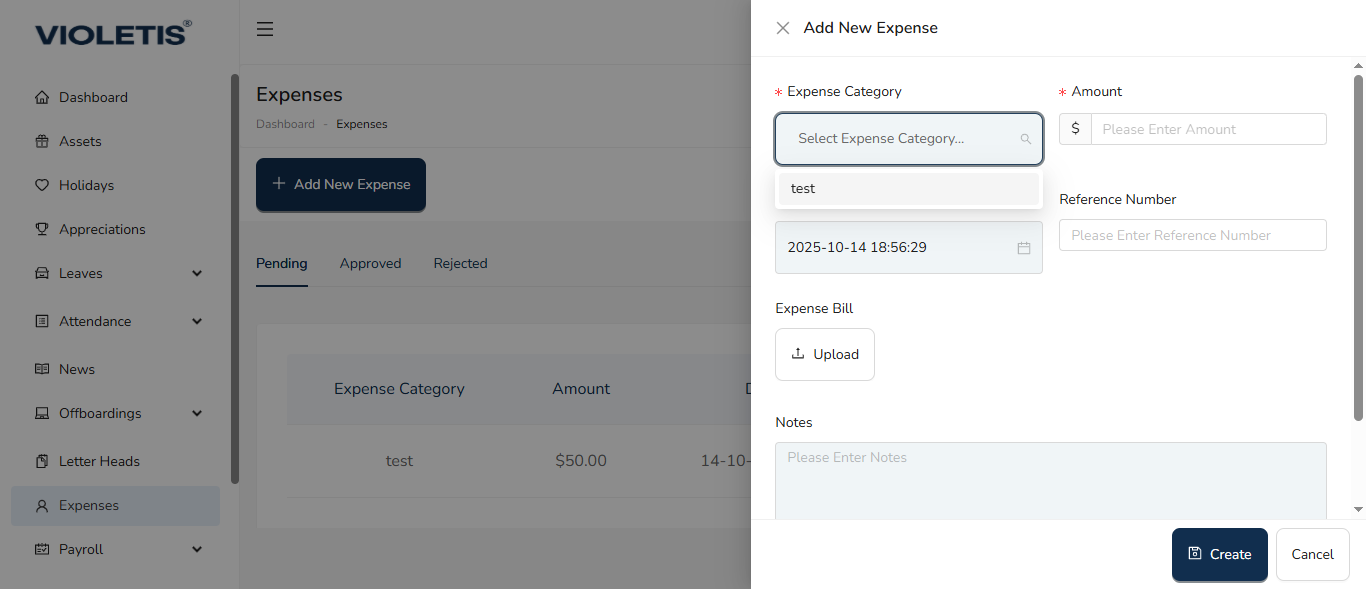 VIOLETIS®
Dashboard
Assets
Holidays
Appreciations
Leaves
Attendance
News
Offboardings
Letter Heads
Expenses
Payroll
Expenses
Dashboard - Expenses
Add New Expense
Pending Approved Rejected
Expense Category Amount D
test $50.00 14-10-
Add New Expense
* Expense Category
Select Expense Category...
test
* Amount
$ Please Enter Amount
2025-10-14 18:56:29
Reference Number
Please Enter Reference Number
Expense Bill
Upload
Notes
Please Enter Notes
Create Cancel